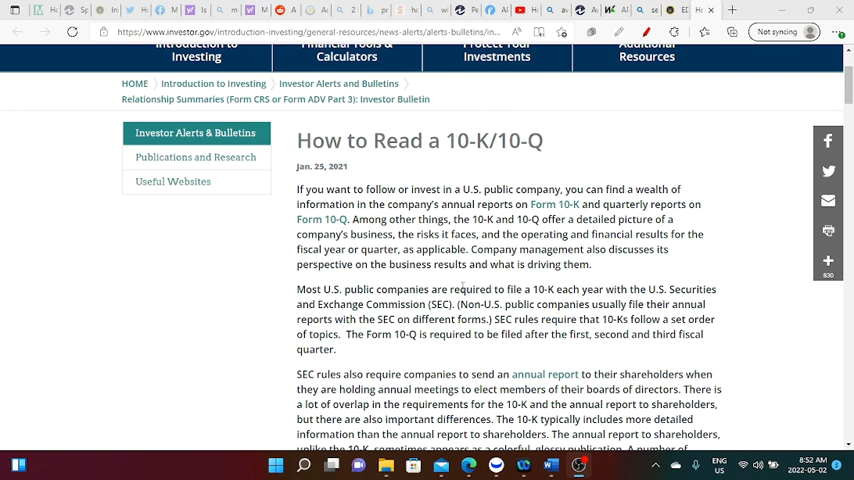 https://www.investor.gov/introduction-investing/general-resources/news-alerts/alerts-bulletins/in...
Not syncing
Introduction to Investing
Financial Tools & Calculators
Protect Your Investments
Additional Resources
HOME
Introduction to Investing
Investor Alerts and Bulletins
Relationship Summaries (Form CRS or Form ADV Part 3): Investor Bulletin
Investor Alerts & Bulletins
Publications and Research
Useful Websites
How to Read a 10-K/10-Q
Jan. 25, 2021
If you want to follow or invest in a U.S. public company, you can find a wealth of
information in the company's annual reports on Form 10-K and quarterly reports on
Form 10-Q. Among other things, the 10-K and 10-Q offer a detailed picture of a
company's business, the risks it faces, and the operating and financial results for the
fiscal year or quarter, as applicable. Company management also discusses its
perspective on the business results and what is driving them.
Most U.S. public companies are required to file a 10-K each year with the U.S. Securities
and Exchange Commission (SEC). (Non-U.S. public companies usually file their annual
reports with the SEC on different forms.) SEC rules require that 10-Ks follow a set order
of topics. The Form 10-Q is required to be filed after the first, second and third fiscal
quarter.
SEC rules also require companies to send an annual report to their shareholders when
they are holding annual meetings to elect members of their boards of directors. There is
a lot of overlap in the requirements for the 10-K and the annual report to shareholders,
but there are also important differences. The 10-K typically includes more detailed
information than the annual report to shareholders. The annual report to shareholders,
unlike the 10-K, sometimes appears as a colorful, glossy publication. A number of
830
ENG
US
8:52 AM
2022-05-02